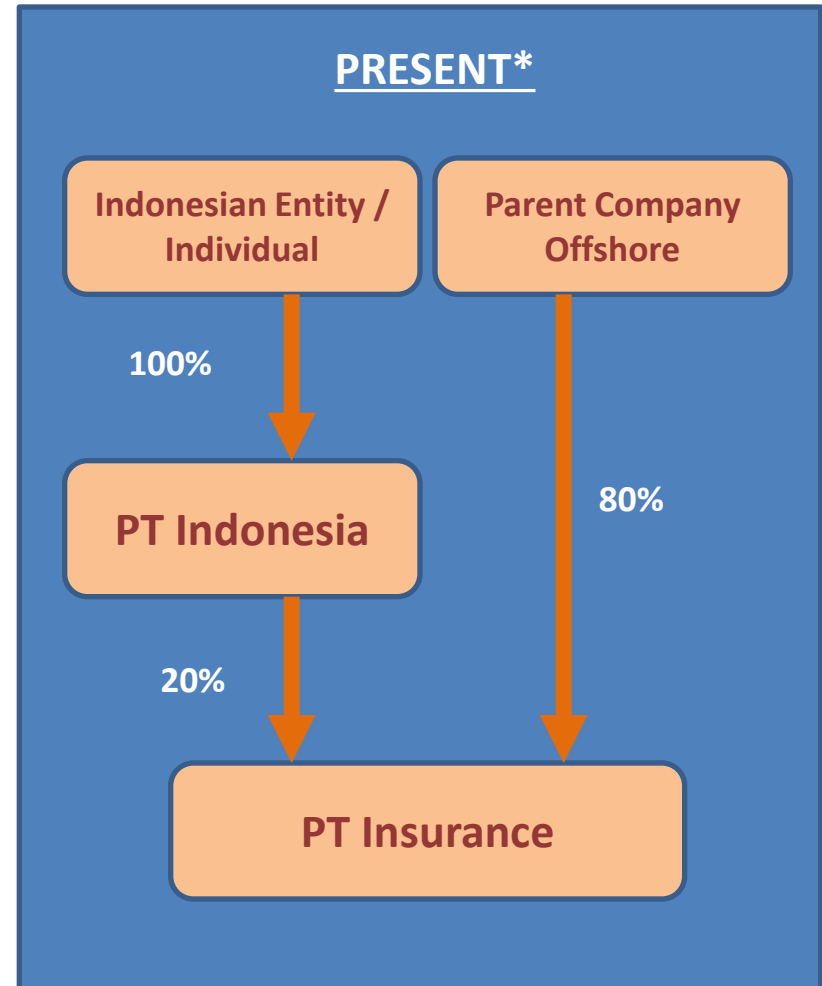 PRESENT*
Indonesian Entity /
Individual
Parent Company
Offshore
100%
PT Indonesia
80%
20%
PT Insurance